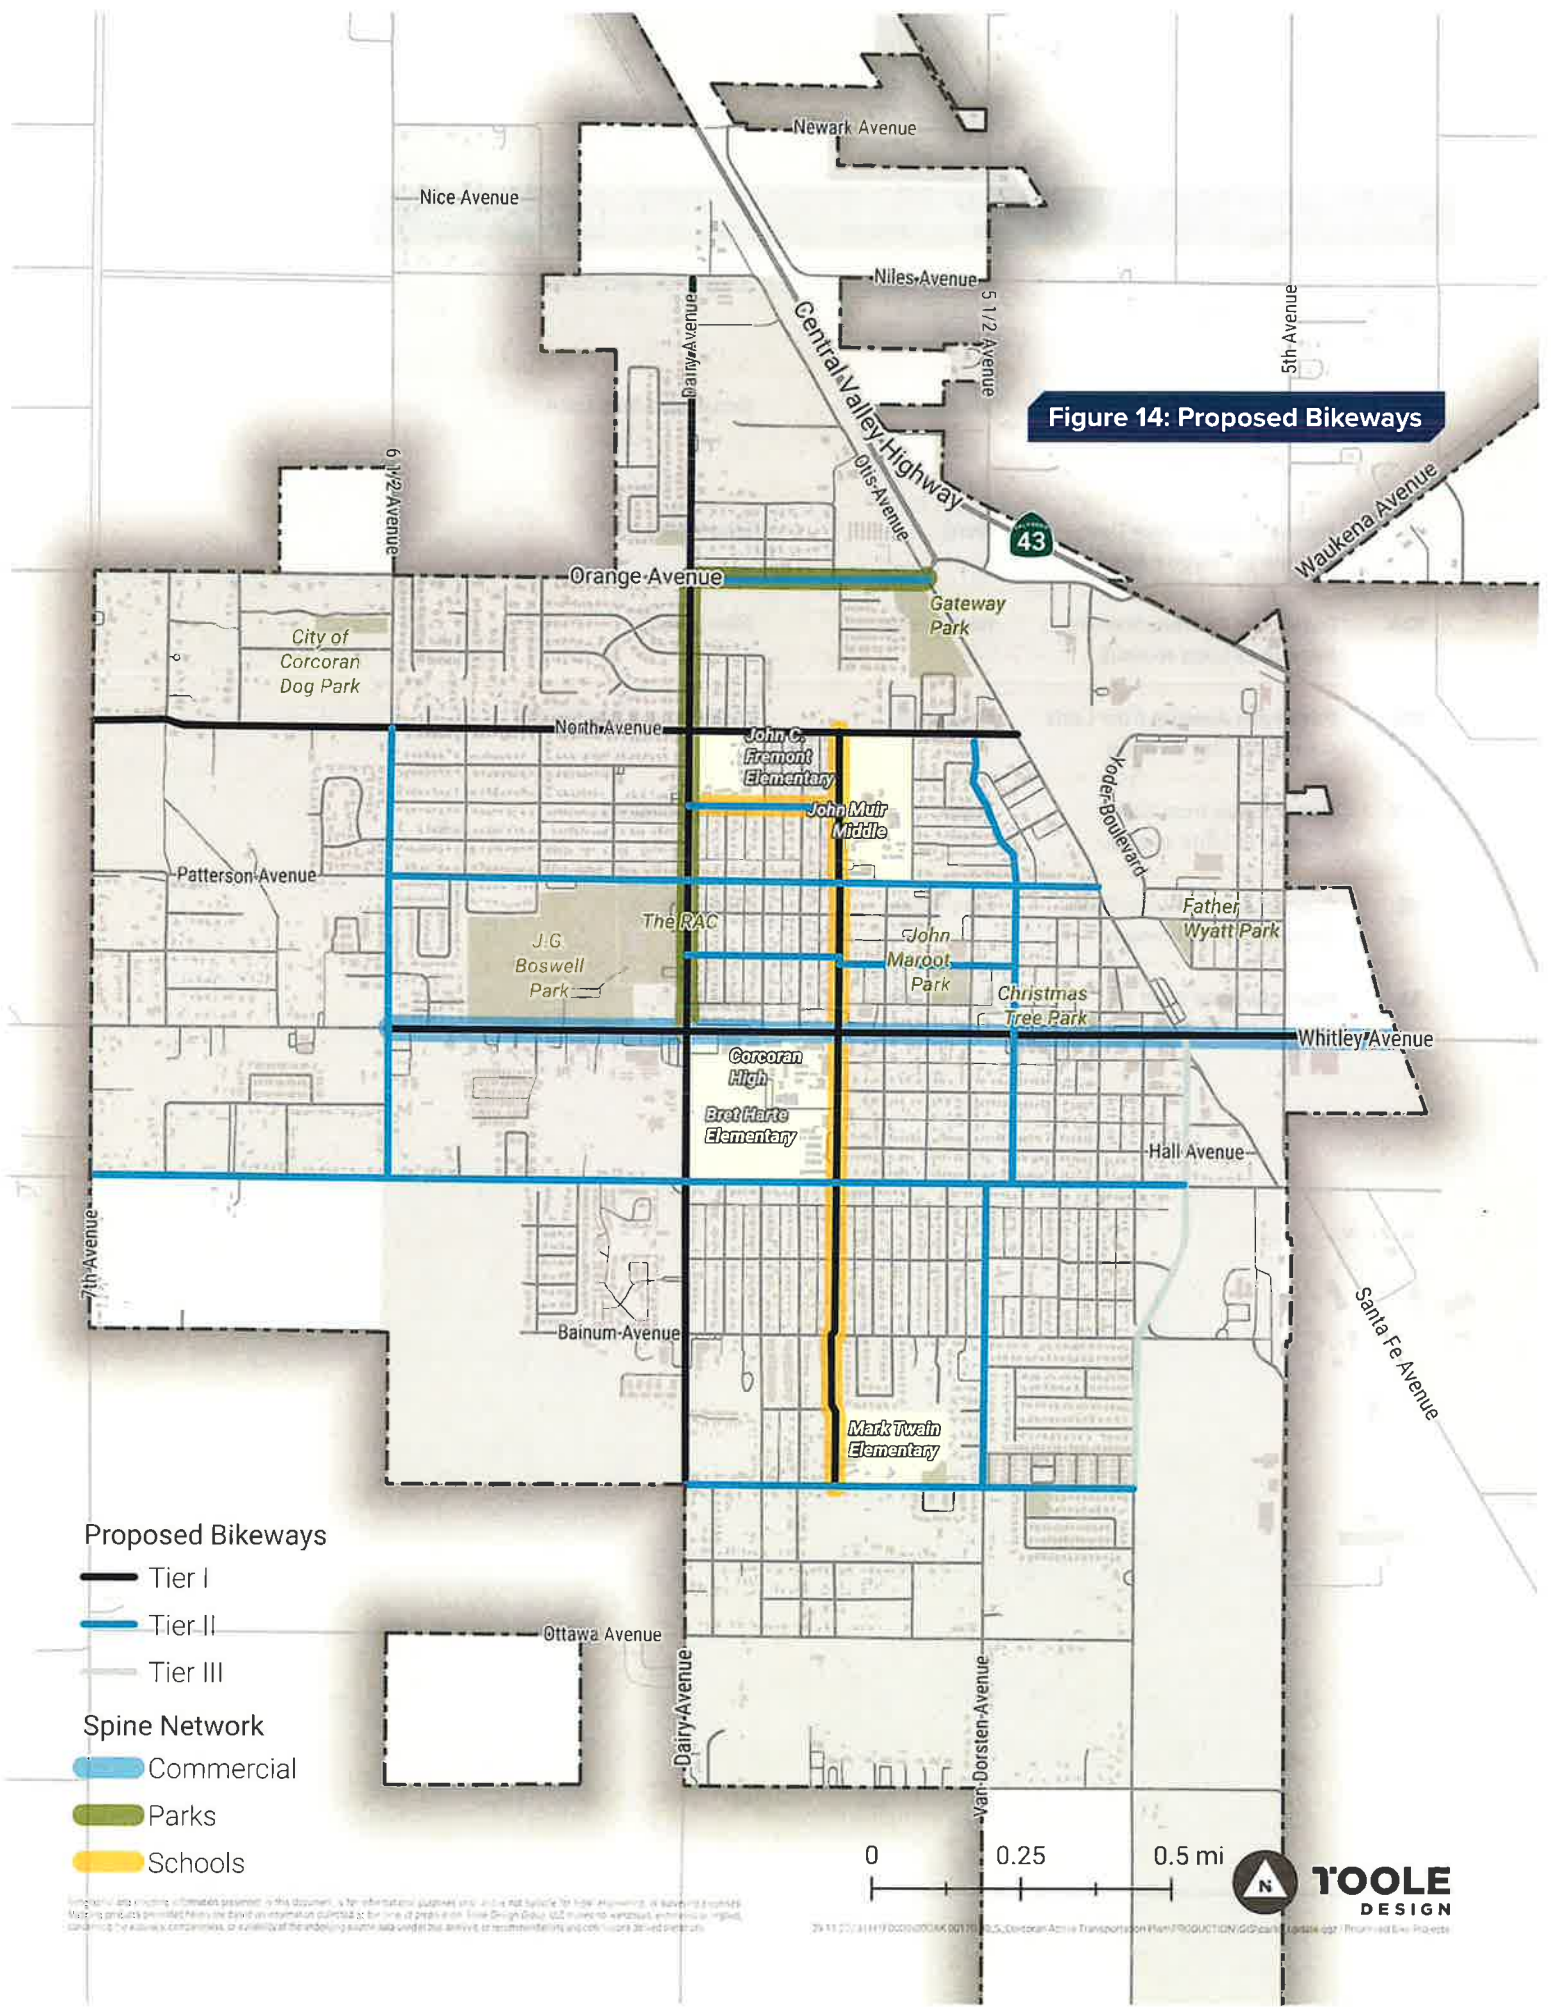 Newark Avenue
Nice Avenue
Niles Avenue
Dairy Avenue
Central Valley Highway
5 1/2 Avenue
5th Avenue
Figure 14: Proposed Bikeways
6 1/2 Avenue
Otis Avenue
CALIFORNIA
43
Waukena Avenue
Orange Avenue
Gateway
Park
City of
Corcoran
Dog Park
North Avenue
John C.
Fremont
Elementary
John Muir
Middle
Yoder Boulevard
Patterson Avenue
The RAC
Father
Wyatt Park
J.G.
Boswell
Park
John
Maroot
Park
Christmas
Tree Park
Whitley Avenue
Corcoran
High
Bret Harte
Elementary
Hall Avenue
7th Avenue
Santa Fe Avenue
Bainum Avenue
Mark Twain
Elementary
Proposed Bikeways
Tier I
Tier II
Tier III
Ottawa Avenue
Dairy Avenue
Van Dorsten Avenue
Spine Network
Commercial
Parks
Schools
0 0.25 0.5 mi
N
TOOLE
DESIGN